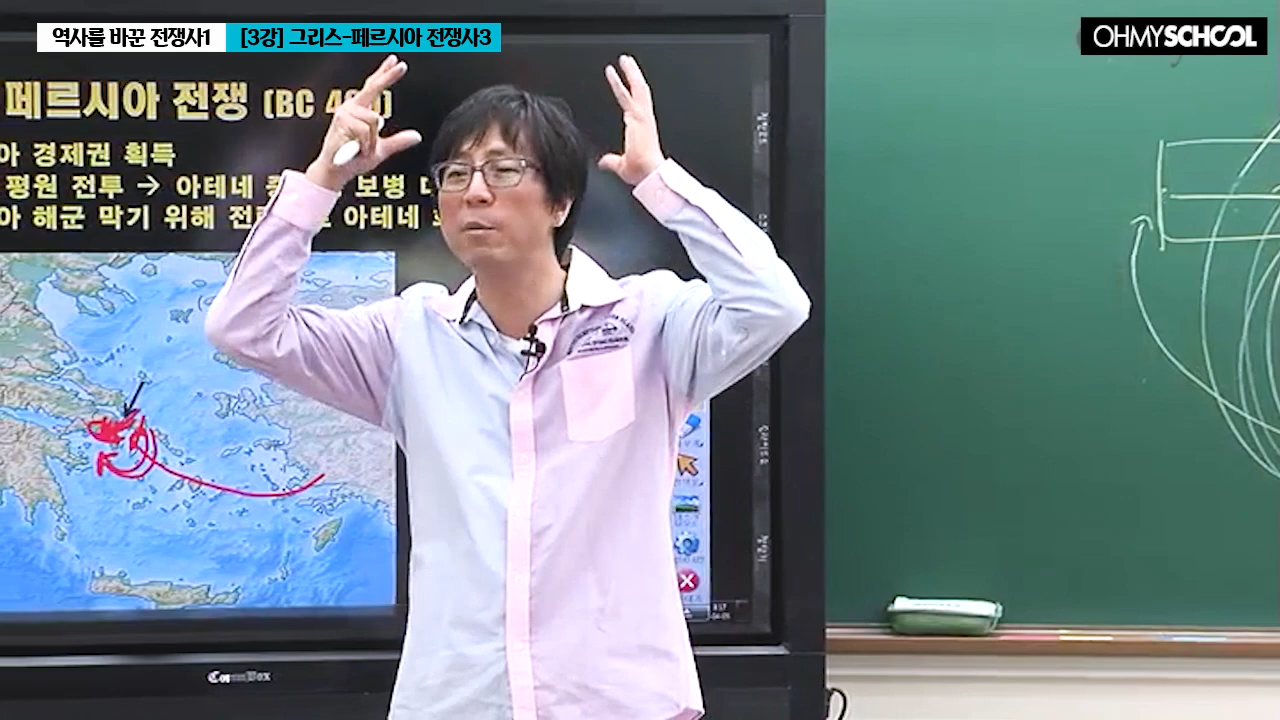 역사를 바꾼 전쟁사1 [3강] 그리스-페르시아 전쟁사3
OHMYSCHOOL
페르시아 전쟁 (BC
아 경제권 획득
평원 전투 → 아테네 보병
아 해군 막기 위해 아테네
CommBox